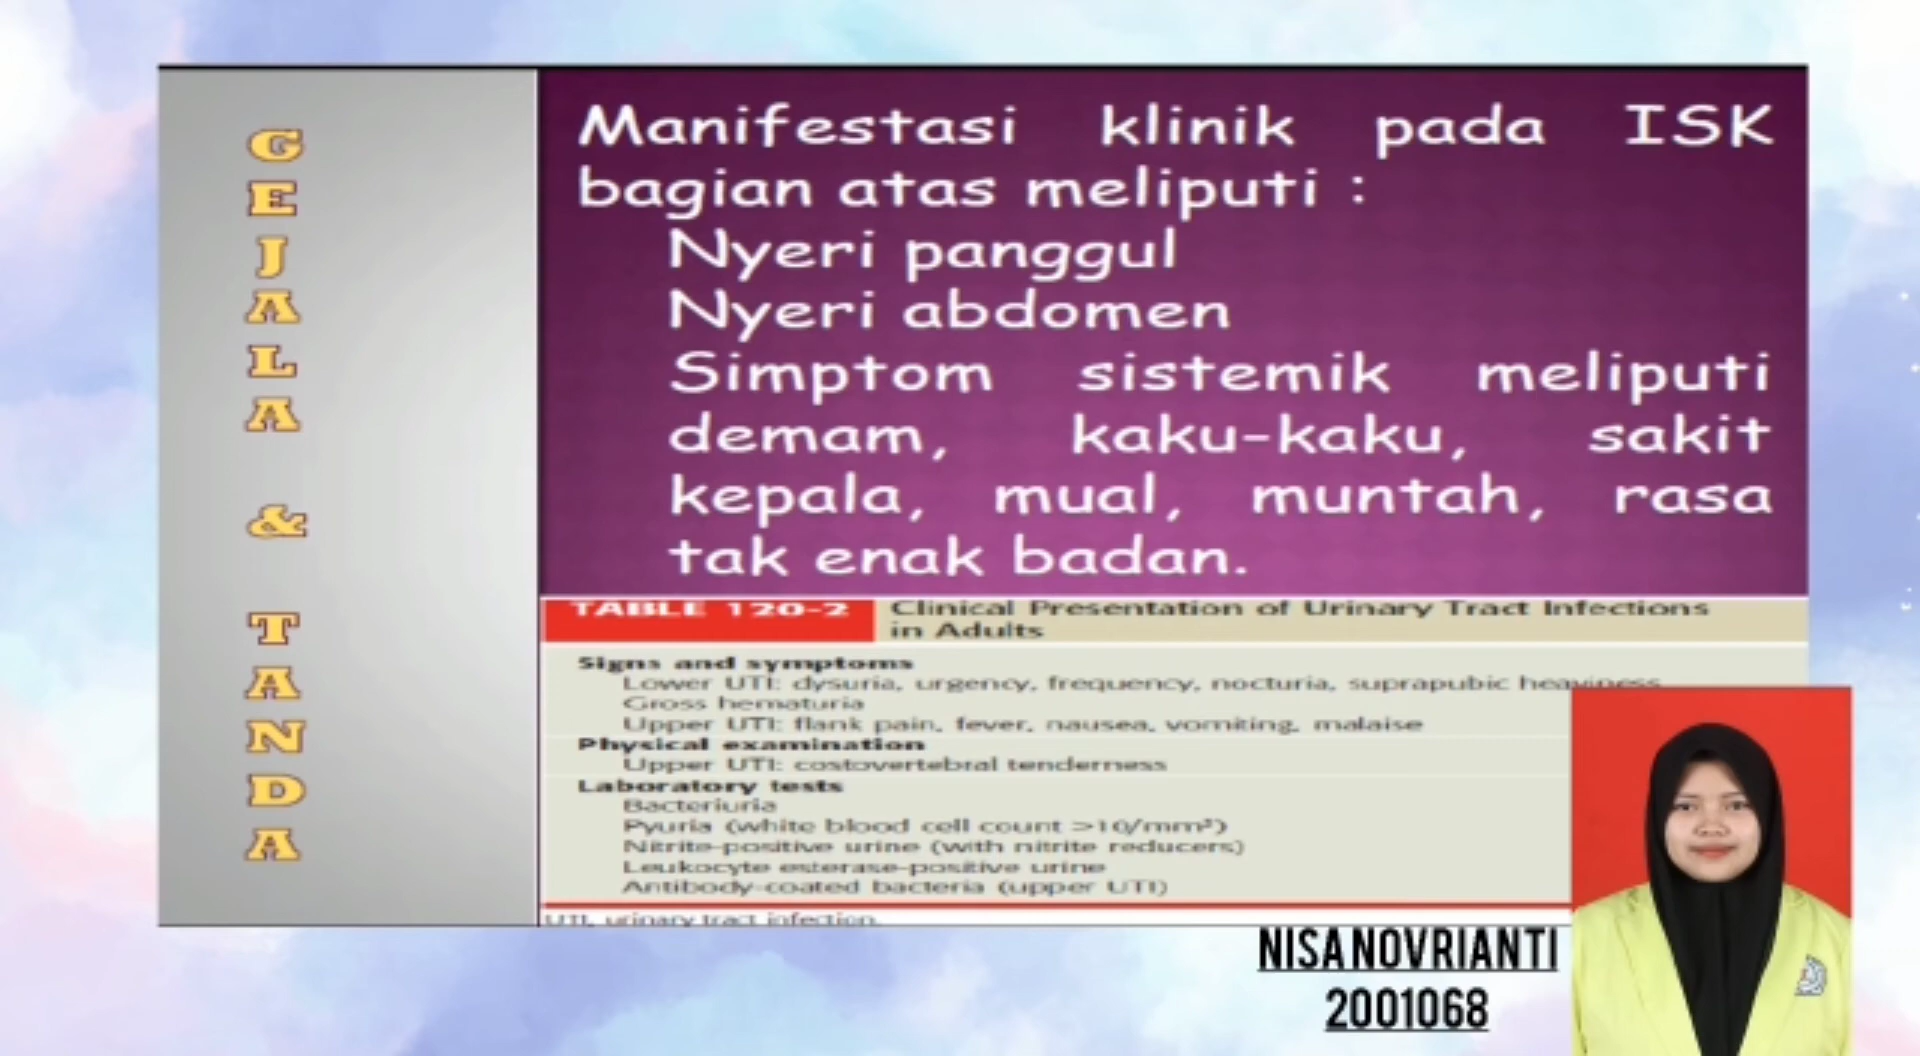 GEJALA & TANDA
Manifestasi klinik pada ISK
bagian atas meliputi :
Nyeri panggul
Nyeri abdomen
Simptom sistemik meliputi
demam, kaku-kaku, sakit
kepala, mual, muntah, rasa
tak enak badan.
TABLE 120-2 Clinical Presentation of Urinary Tract Infections
in Adults
Signs and symptoms
Lower UTI: dysuria, urgency, frequency, nocturia, suprapubic heaviness
Gross hematuria
Upper UTI: flank pain, fever, nausea, vomiting, malaise
Physical examination
Upper UTI: costovertebral tenderness
Laboratory tests
Bacteriuria
Pyuria (white blood cell count >10/mm³)
Nitrite-positive urine (with nitrite reducers)
Leukocyte esterase-positive urine
Antibody-coated bacteria (upper UTI)
UTI, urinary tract infection.
NISA NOVRIANTI
2001068